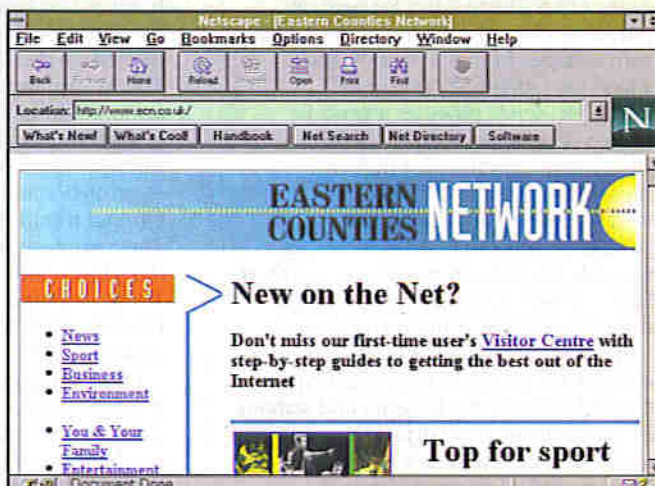 Netscape - [Eastern Counties Network]
File Edit View Go Bookmarks Options Directory Window Help
Back Forward Home Reload Images Open Print Find Stop
Location: http://www.ecn.co.uk/
What's New! What's Cool! Handbook Net Search Net Directory Software
N
EASTERN
COUNTIES
NETWORK
CHOICES
• News
• Sport
• Business
• Environment
• You & Your
Family
• Entertainment
New on the Net?
Don't miss our first-time user's Visitor Centre with
step-by-step guides to getting the best out of the
Internet
Top for sport
Document Done